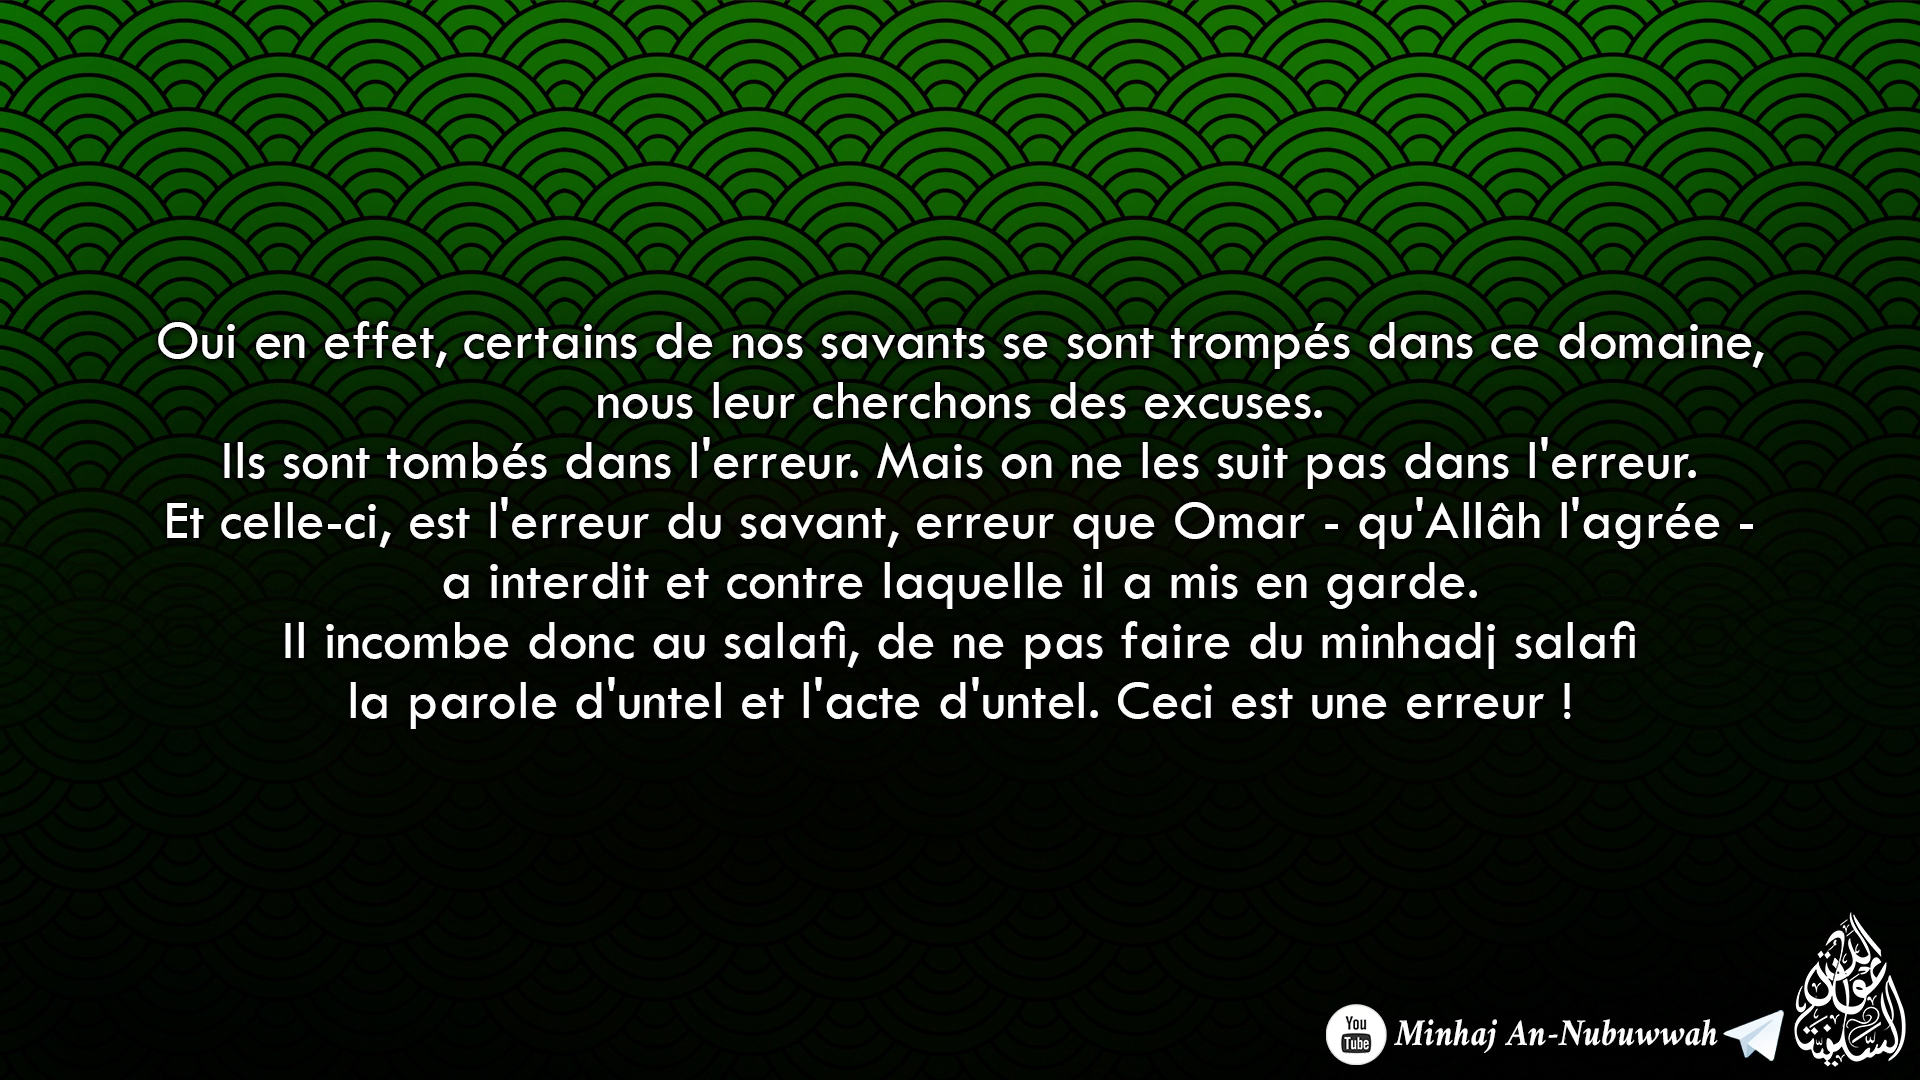 Oui en effet, certains de nos savants se sont trompés dans ce domaine,
nous leur cherchons des excuses.
Ils sont tombés dans l'erreur. Mais on ne les suit pas dans l'erreur.
Et celle-ci, est l'erreur du savant, erreur que Omar - qu'Allâh l'agrée -
a interdit et contre laquelle il a mis en garde.
Il incombe donc au salafi, de ne pas faire du minhadj salafi
la parole d'untel et l'acte d'untel. Ceci est une erreur !
You
Tube
Minhaj An-Nubuwwah